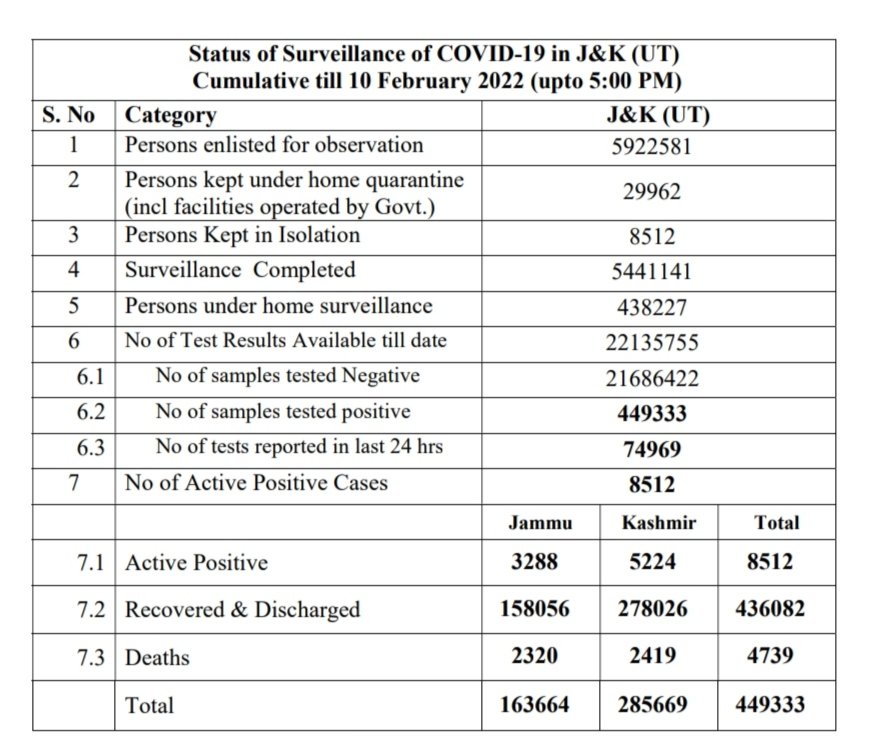 Status of Surveillance of COVID-19 in J&K (UT)
Cumulative till 10 February 2022 (upto 5:00 PM)
S. No Category J&K (UT)
1 Persons enlisted for observation 5922581
2 Persons kept under home quarantine
(incl facilities operated by Govt.) 29962
3 Persons Kept in Isolation 8512
4 Surveillance Completed 5441141
5 Persons under home surveillance 438227
6 No of Test Results Available till date 22135755
6.1 No of samples tested Negative 21686422
6.2 No of samples tested positive 449333
6.3 No of tests reported in last 24 hrs 74969
7 No of Active Positive Cases 8512
Jammu Kashmir Total
7.1 Active Positive 3288 5224 8512
7.2 Recovered & Discharged 158056 278026 436082
7.3 Deaths 2320 2419 4739
Total 163664 285669 449333